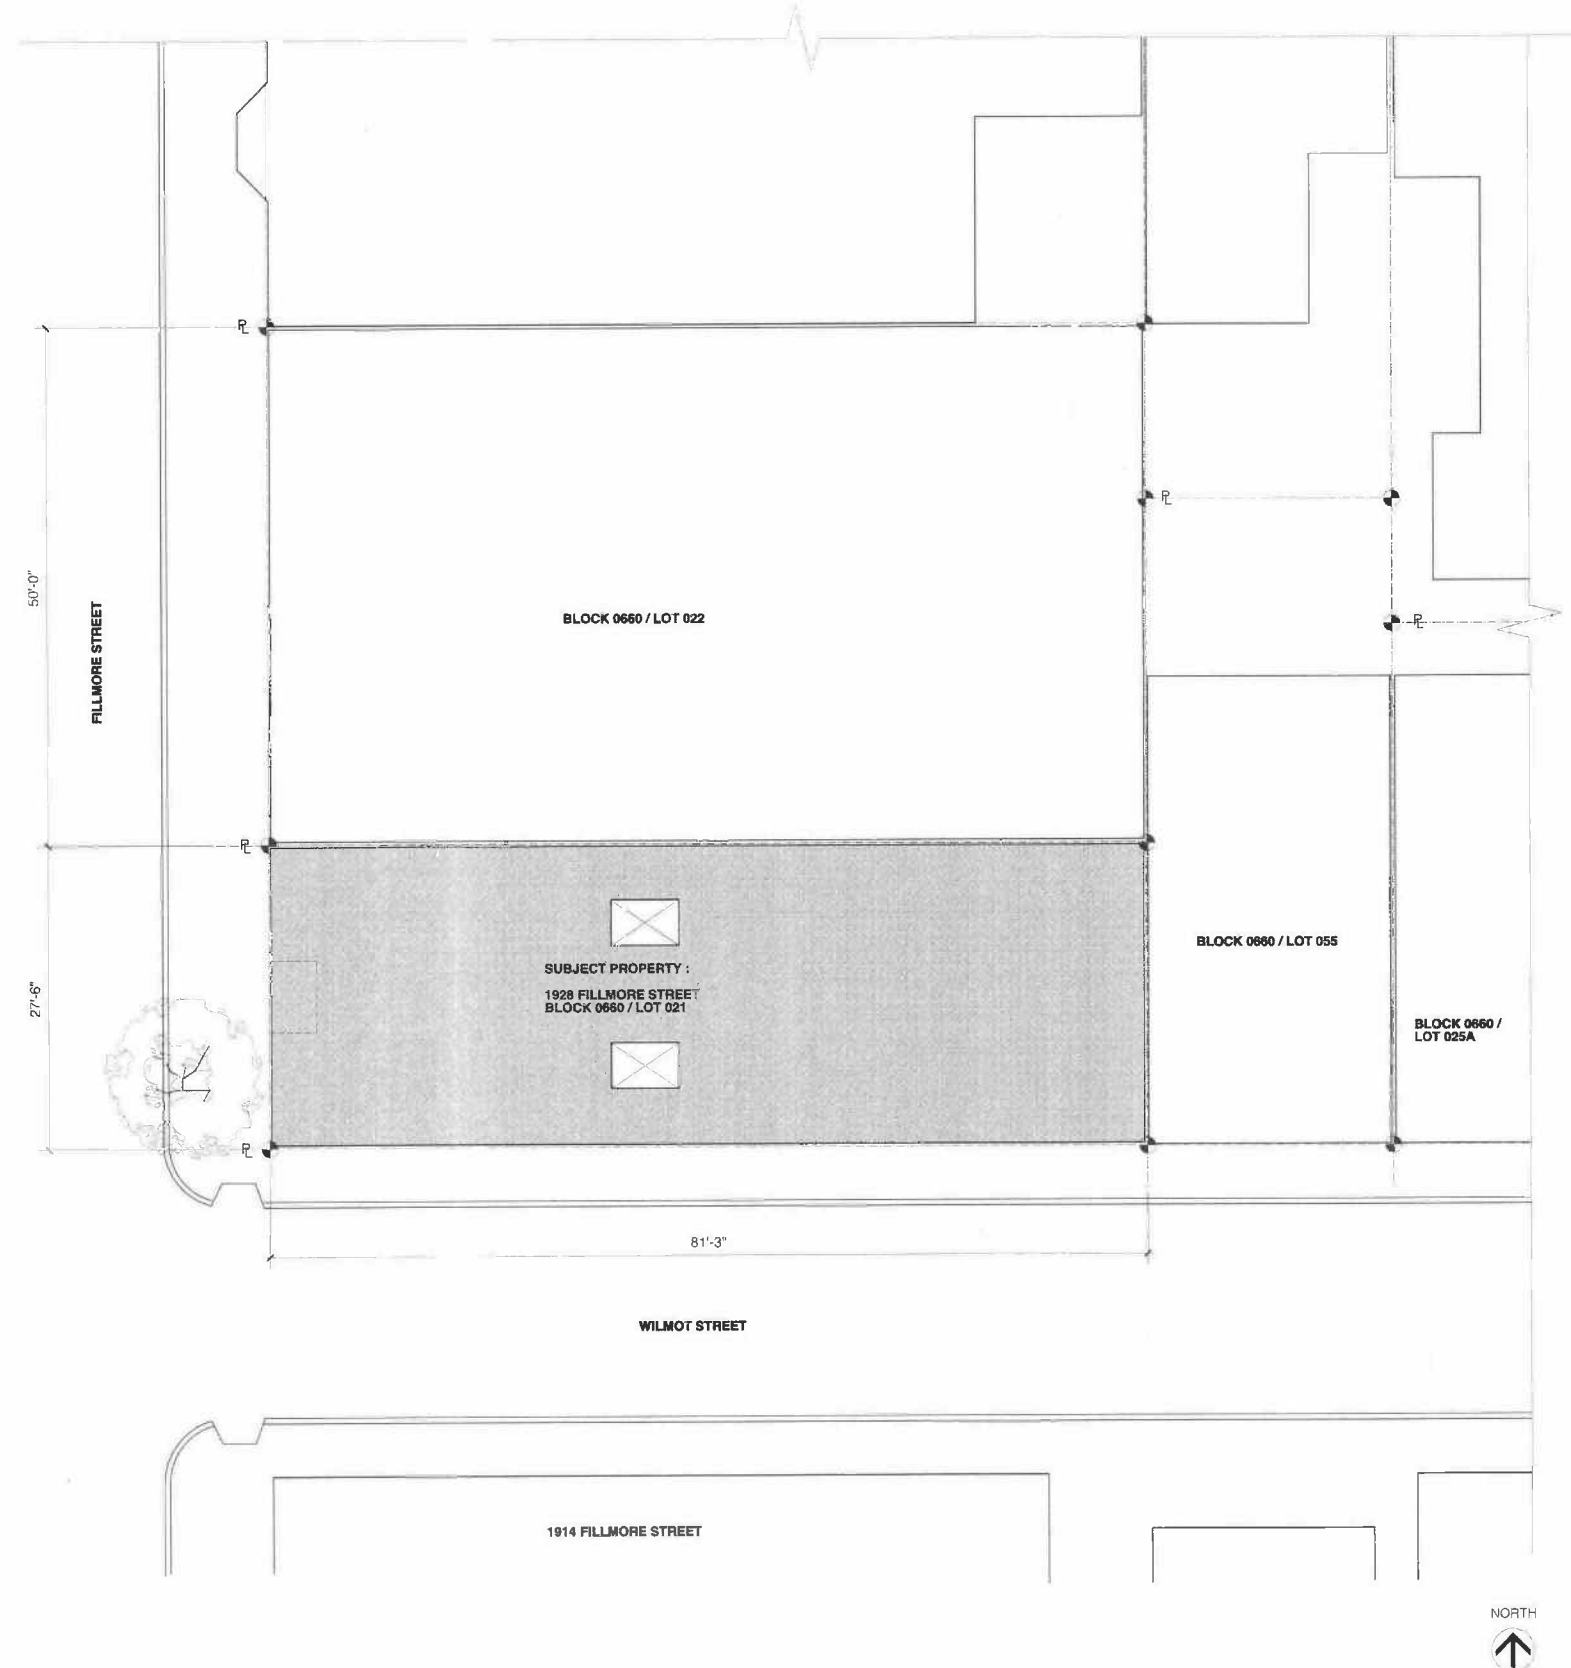 ℄
℄
℄
50'-0"
FILLMORE STREET
BLOCK 0660 / LOT 022
℄
27'-6"
SUBJECT PROPERTY :
1928 FILLMORE STREET
BLOCK 0660 / LOT 021
BLOCK 0660 / LOT 055
BLOCK 0660 /
LOT 025A
℄
81'-3"
WILMOT STREET
1914 FILLMORE STREET
NORTH